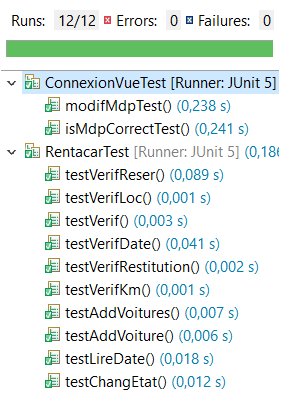 Runs: 12/12 Errors: 0 Failures: 0
ConnexionVueTest [Runner: JUnit 5]
modifMdpTest() (0,238 s)
isMdpCorrectTest() (0,241 s)
RentacarTest [Runner: JUnit 5] (0,186
testVerifReser() (0,089 s)
testVerifLoc() (0,001 s)
testVerif() (0,003 s)
testVerifDate() (0,041 s)
testVerifRestitution() (0,002 s)
testVerifKm() (0,001 s)
testAddVoitures() (0,007 s)
testAddVoiture() (0,006 s)
testLireDate() (0,018 s)
testChangEtat() (0,012 s)